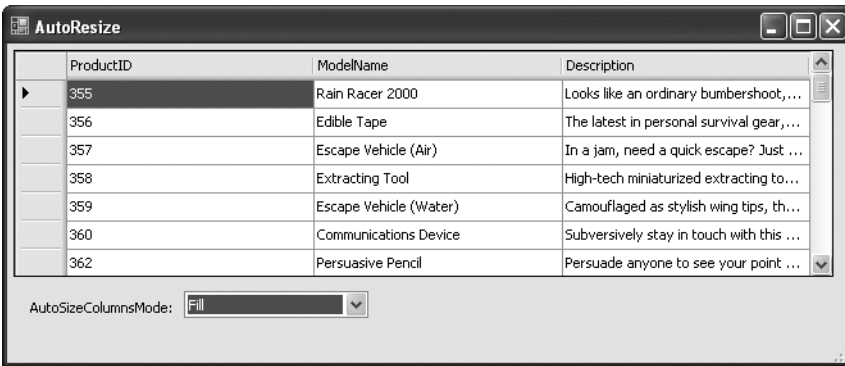 AutoResize
ProductID ModelName Description
355 Rain Racer 2000 Looks like an ordinary bumbershoot,...
356 Edible Tape The latest in personal survival gear,...
357 Escape Vehicle (Air) In a jam, need a quick escape? Just ...
358 Extracting Tool High-tech miniaturized extracting to...
359 Escape Vehicle (Water) Camouflaged as stylish wing tips, th...
360 Communications Device Subversively stay in touch with this ...
362 Persuasive Pencil Persuade anyone to see your point ...
AutoSizeColumnsMode: Fill